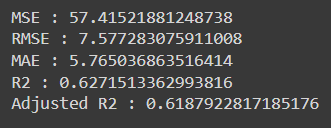 MSE : 57.41521881248738
RMSE : 7.577283075911008
MAE : 5.765036863516414
R2 : 0.6271513362993816
Adjusted R2 : 0.6187922817185176